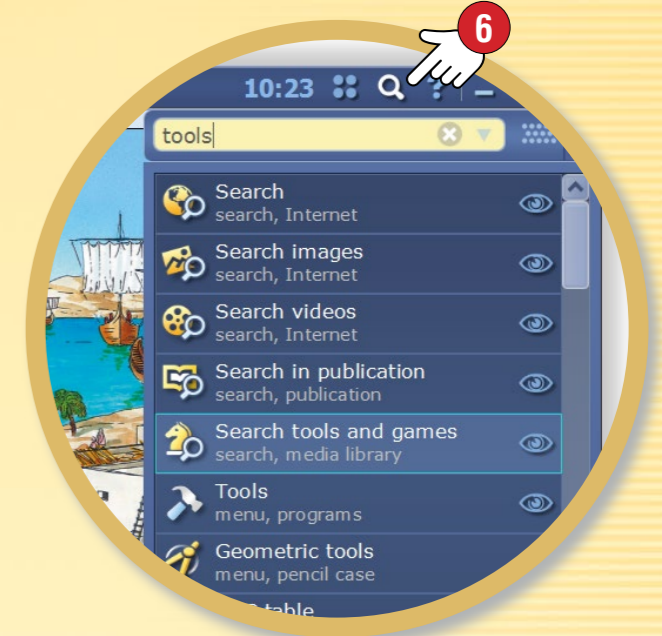 6
10:23 ?
tools
Search
search, Internet
Search images
search, Internet
Search videos
search, Internet
Search in publication
search, publication
Search tools and games
search, media library
Tools
menu, programs
Geometric tools
menu, pencil case
table